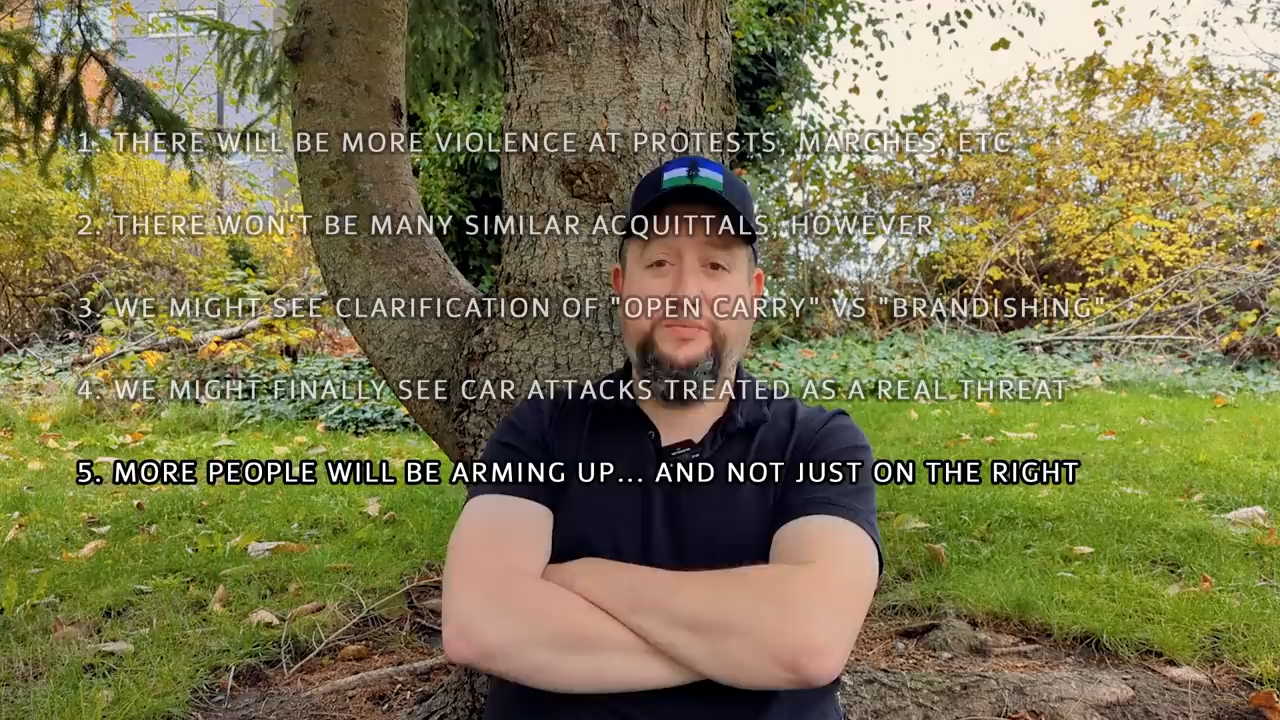 1. THERE WILL BE MORE VIOLENCE AT PROTESTS, MARCHES, ETC.
2. THERE WON'T BE MANY SIMILAR ACQUITTALS, HOWEVER
3. WE MIGHT SEE CLARIFICATION OF "OPEN CARRY" VS "BRANDISHING"
4. WE MIGHT FINALLY SEE CAR ATTACKS TREATED AS A REAL THREAT
5. MORE PEOPLE WILL BE ARMING UP... AND NOT JUST ON THE RIGHT